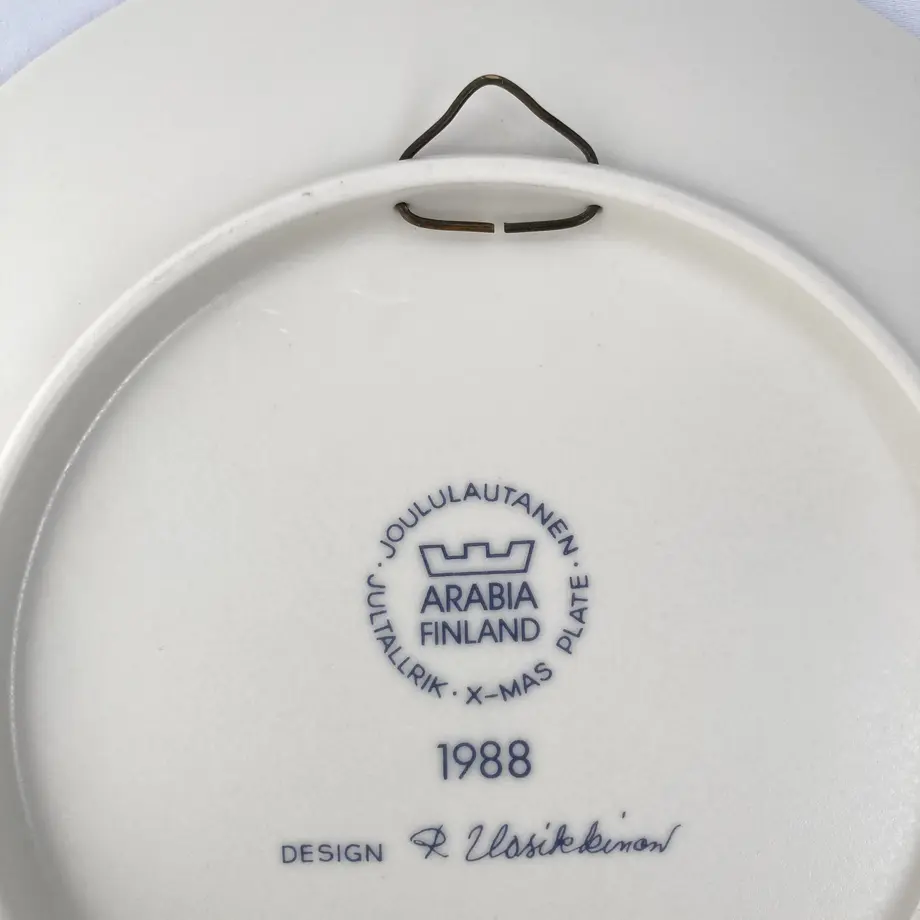 JOULULAUTANEN · X-MAS PLATE · JULTALLRIK ·
ARABIA
FINLAND
1988
DESIGN R Uosikkinen